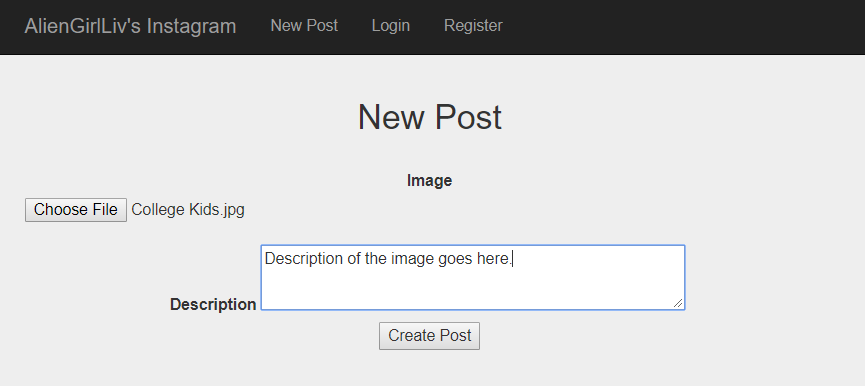 AlienGirlLiv's Instagram New Post Login Register
New Post
Image
Choose File College Kids.jpg
Description of the image goes here.
Description
Create Post